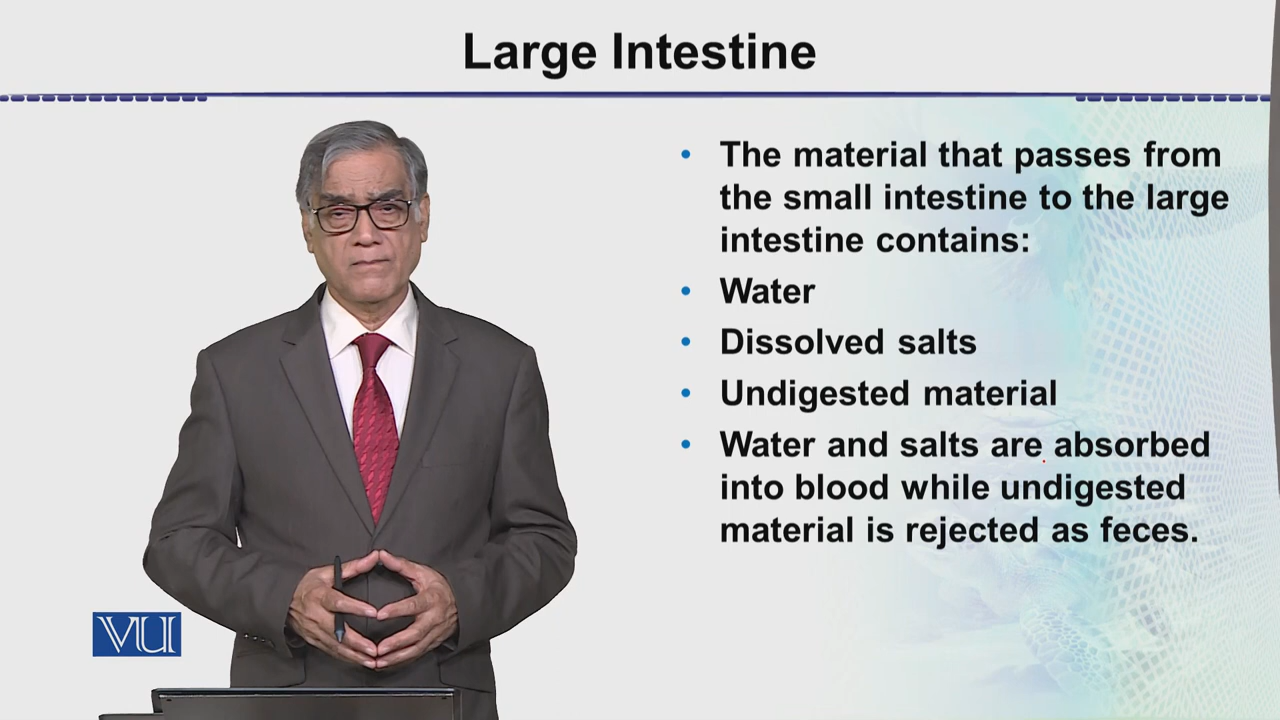 Large Intestine
• The material that passes from
the small intestine to the large
intestine contains:
• Water
• Dissolved salts
• Undigested material
• Water and salts are absorbed
into blood while undigested
material is rejected as feces.
VU